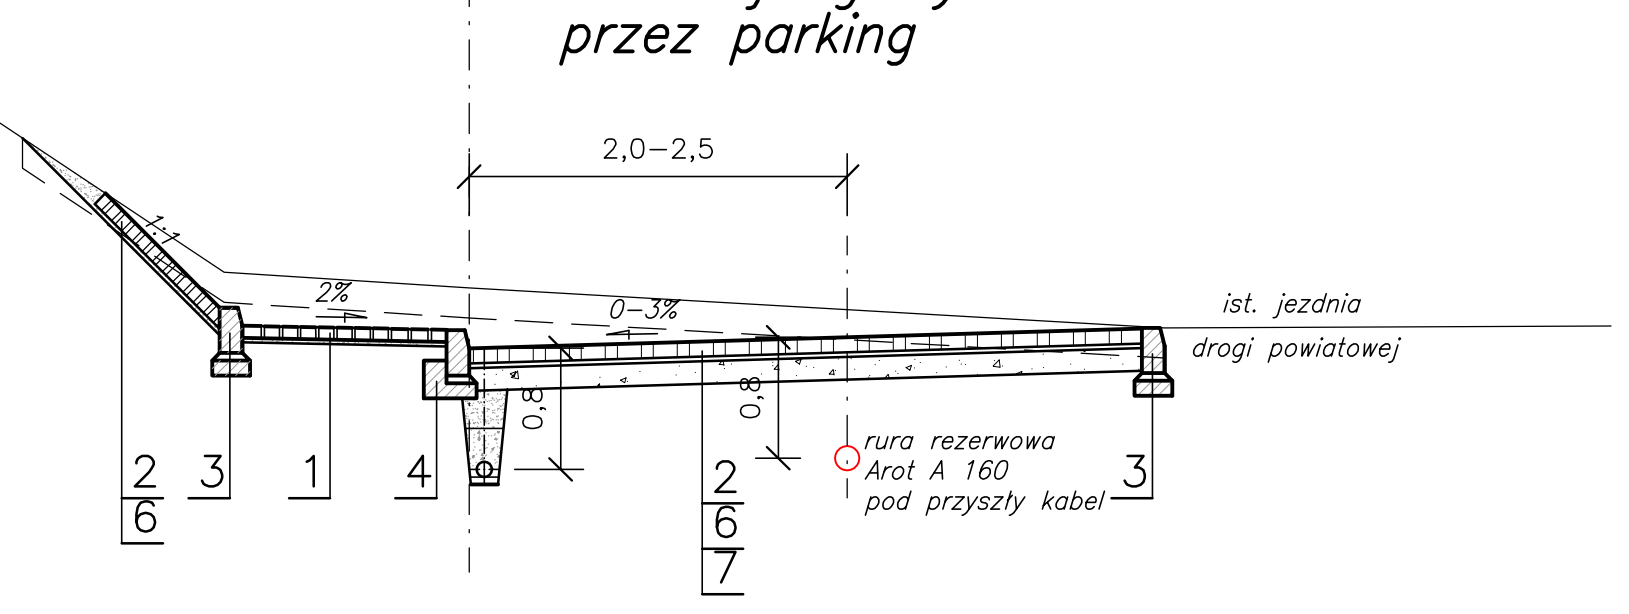 przez parking
2,0-2,5
1:1
2%
0-3%
ist. jezdnia
drogi powiatowej
0,8
0,8
rura rezerwowa
Arot A 160
pod przyszły kabel
2
6
3
1
4
2
6
7
3